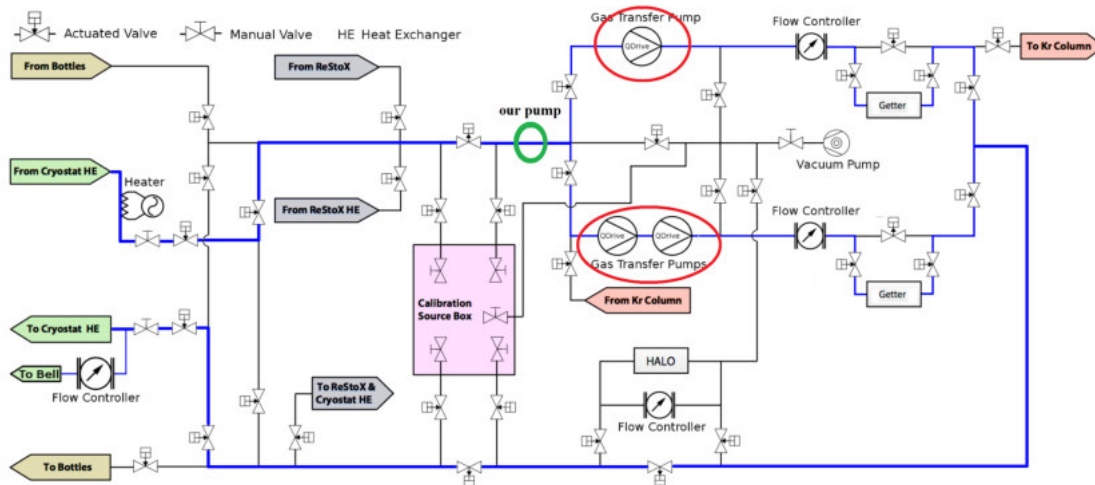 Actuated Valve
Manual Valve
HE Heat Exchanger
Gas Transfer Pump
QDrive
Flow Controller
To Kr Column
From Bottles
From ReStoX
our pump
Getter
Vacuum Pump
From Cryostat HE
Heater
From ReStoX HE
Flow Controller
QDrive
QDrive
Gas Transfer Pumps
Getter
Calibration
Source Box
From Kr Column
To Cryostat HE
To Bell
Flow Controller
HALO
To ReStoX &
Cryostat HE
Flow Controller
To Bottles